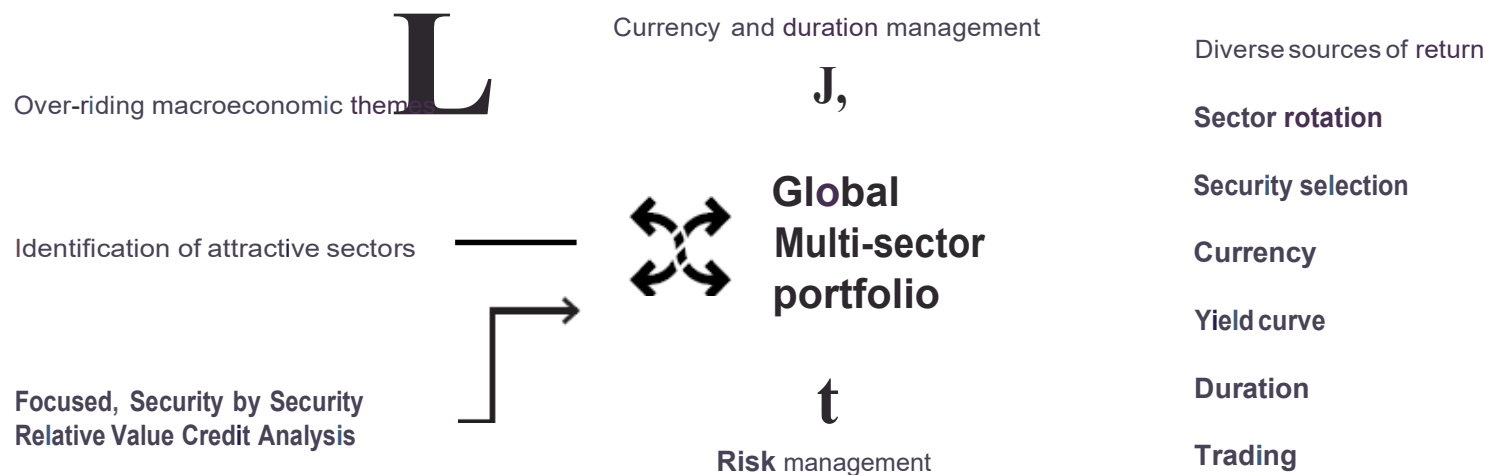 L
Currency and duration management
Diverse sources of return
Over-riding macroeconomic themes
J,
Sector rotation
Global
Multi-sector
portfolio
Security selection
Identification of attractive sectors
Currency
Yield curve
Focused, Security by Security
Relative Value Credit Analysis
t
Duration
Risk management
Trading